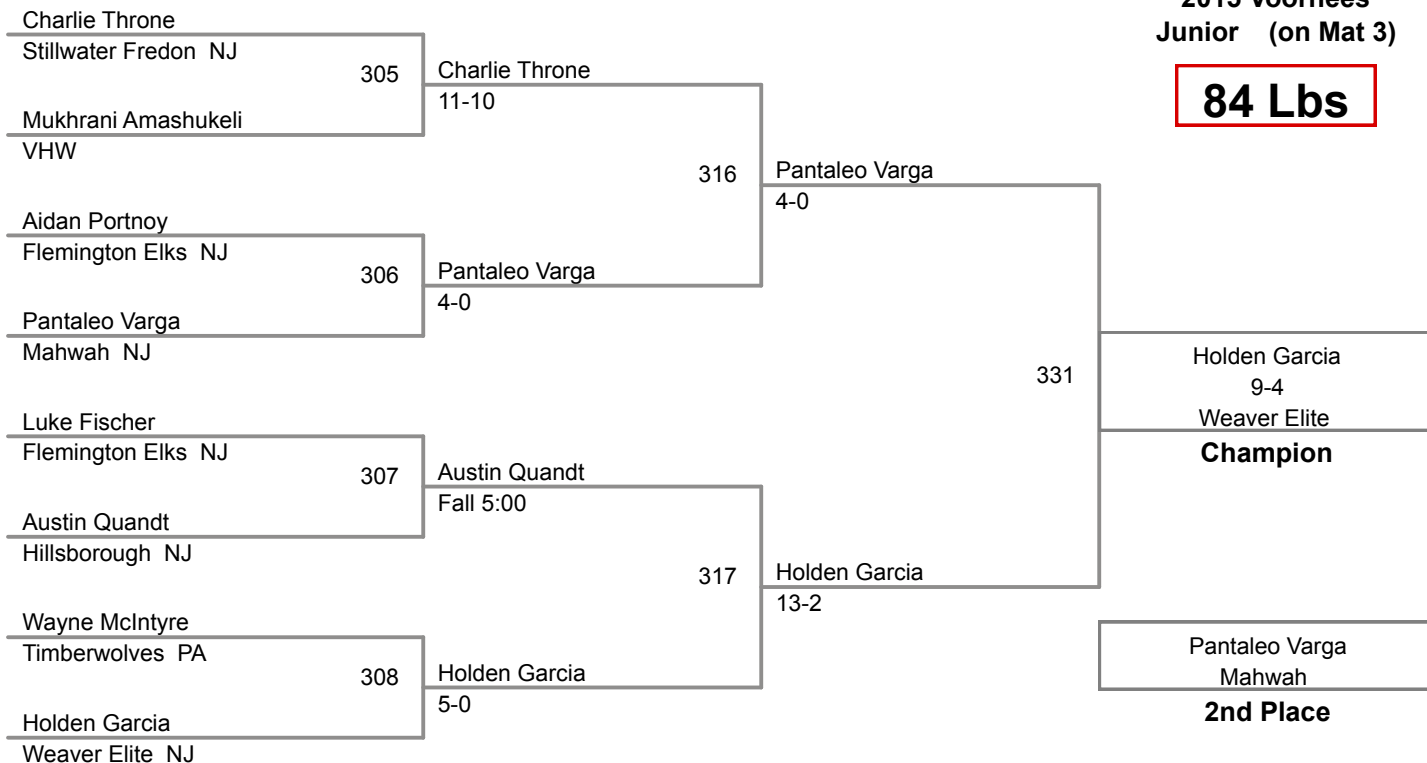 2015 Voorhees
Junior (on Mat 3)
84 Lbs
Charlie Throne
Stillwater Fredon NJ
305
Mukhrani Amashukeli
VHW
Charlie Throne
11-10
Aidan Portnoy
Flemington Elks NJ
306
Pantaleo Varga
Mahwah NJ
Pantaleo Varga
4-0
316
Pantaleo Varga
4-0
Luke Fischer
Flemington Elks NJ
307
Austin Quandt
Hillsborough NJ
Austin Quandt
Fall 5:00
Wayne McIntyre
Timberwolves PA
308
Holden Garcia
Weaver Elite NJ
Holden Garcia
5-0
317
Holden Garcia
13-2
331
Holden Garcia
9-4
Weaver Elite
Champion
Pantaleo Varga
Mahwah
2nd Place